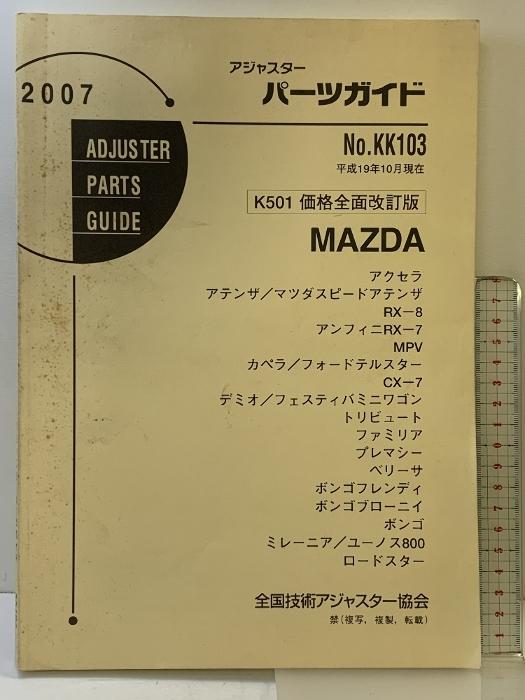 2007
アジャスター
パーツガイド
ADJUSTER
PARTS
GUIDE
No.KK103
平成19年10月現在
K501 価格全面改訂版
MAZDA
アクセラ
アテンザ／マツダスピードアテンザ
RX−8
アンフィニRX−7
MPV
カペラ／フォードテルスター
CX−7
デミオ／フェスティバミニワゴン
トリビュート
ファミリア
プレマシー
ベリーサ
ボンゴフレンディ
ボンゴブローニイ
ボンゴ
ミレーニア／ユーノス800
ロードスター
全国技術アジャスター協会
禁（複写，複製，転載）